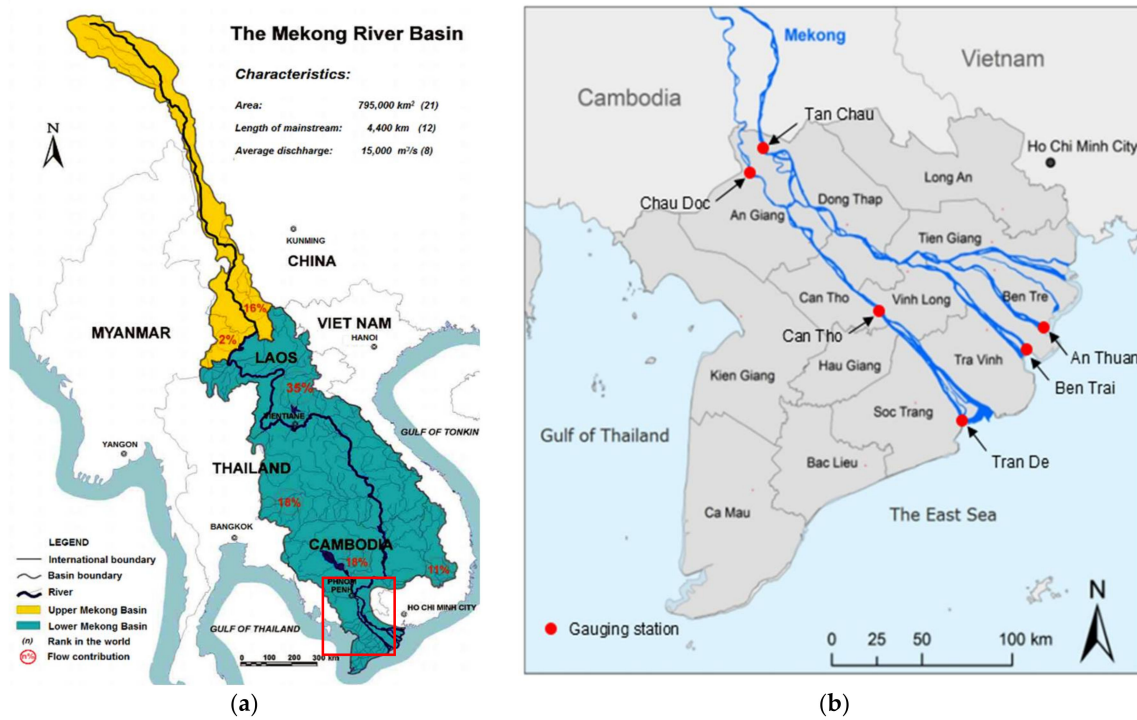 The Mekong River Basin
Characteristics:
Area: 795,000 km² (21)
Length of mainstream: 4,400 km (12)
Average dischharge: 15,000 m³/s (8)
N
KUNMING
CHINA
MYANMAR
16%
2%
VIET NAM
HANOI
LAOS
35%
VIENTIANE
GULF OF TONKIN
YANGON
THAILAND
18%
BANGKOK
CAMBODIA
18%
11%
PHNOM
PENH
HO CHI MINH CITY
GULF OF THAILAND
0 100 200 300 km
LEGEND
International boundary
Basin boundary
River
Upper Mekong Basin
Lower Mekong Basin
(n) Rank in the world
n% Flow contribution
(a)
Mekong
Vietnam
Cambodia
Tan Chau
Ho Chi Minh City
Long An
Chau Doc
Dong Thap
An Giang
Tien Giang
Can Tho
Vinh Long
Ben Tre
Can Tho
An Thuan
Tra Vinh
Hau Giang
Kien Giang
Ben Trai
Soc Trang
Gulf of Thailand
Tran De
Bac Lieu
Ca Mau
The East Sea
N
Gauging station
0 25 50 100 km
(b)